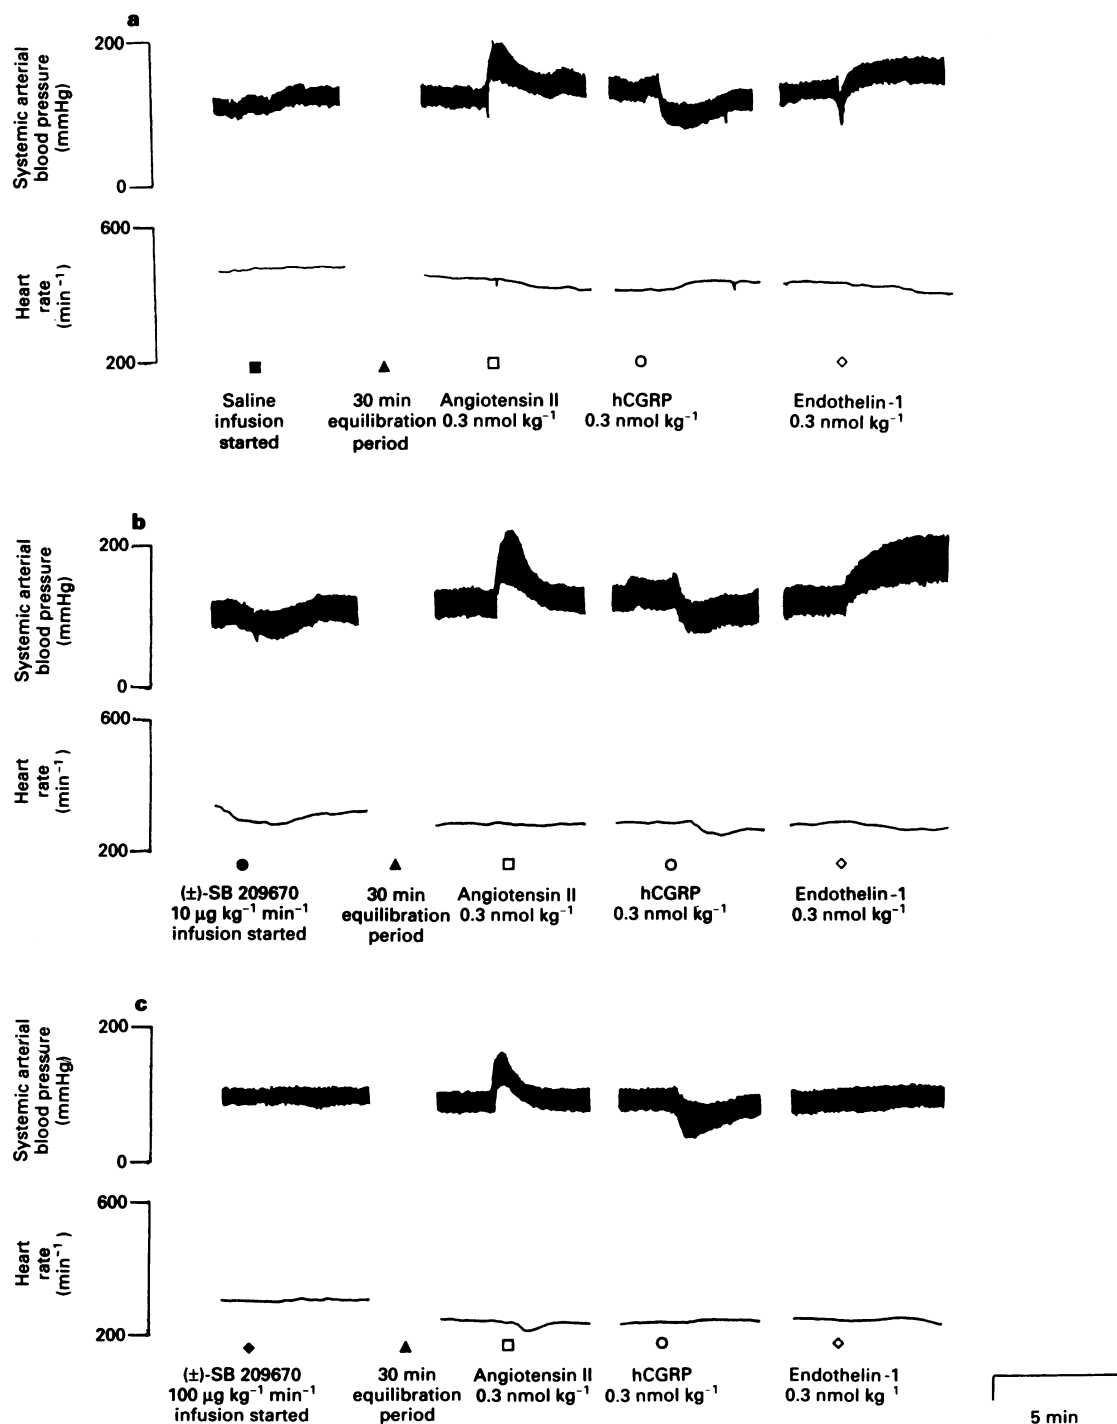 a
Systemic arterial
blood pressure
(mmHg)
200
0
Heart
rate
(min⁻¹)
600
200
Saline
infusion
started
30 min
equilibration
period
Angiotensin II
0.3 nmol kg⁻¹
hCGRP
0.3 nmol kg⁻¹
Endothelin-1
0.3 nmol kg⁻¹
b
Systemic arterial
blood pressure
(mmHg)
200
0
Heart
rate
(min⁻¹)
600
200
(±)-SB 209670
10 µg kg⁻¹ min⁻¹
infusion started
30 min
equilibration
period
Angiotensin II
0.3 nmol kg⁻¹
hCGRP
0.3 nmol kg⁻¹
Endothelin-1
0.3 nmol kg⁻¹
c
Systemic arterial
blood pressure
(mmHg)
200
0
Heart
rate
(min⁻¹)
600
200
(±)-SB 209670
100 µg kg⁻¹ min⁻¹
infusion started
30 min
equilibration
period
Angiotensin II
0.3 nmol kg⁻¹
hCGRP
0.3 nmol kg⁻¹
Endothelin-1
0.3 nmol kg ¹
5 min